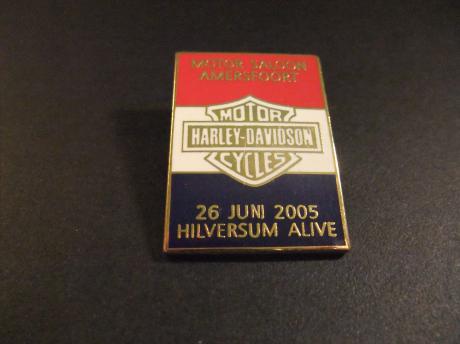 MOTOR SALOON
AMERSFOORT
MOTOR
HARLEY-DAVIDSON
CYCLES
26 JUNI 2005
HILVERSUM ALIVE